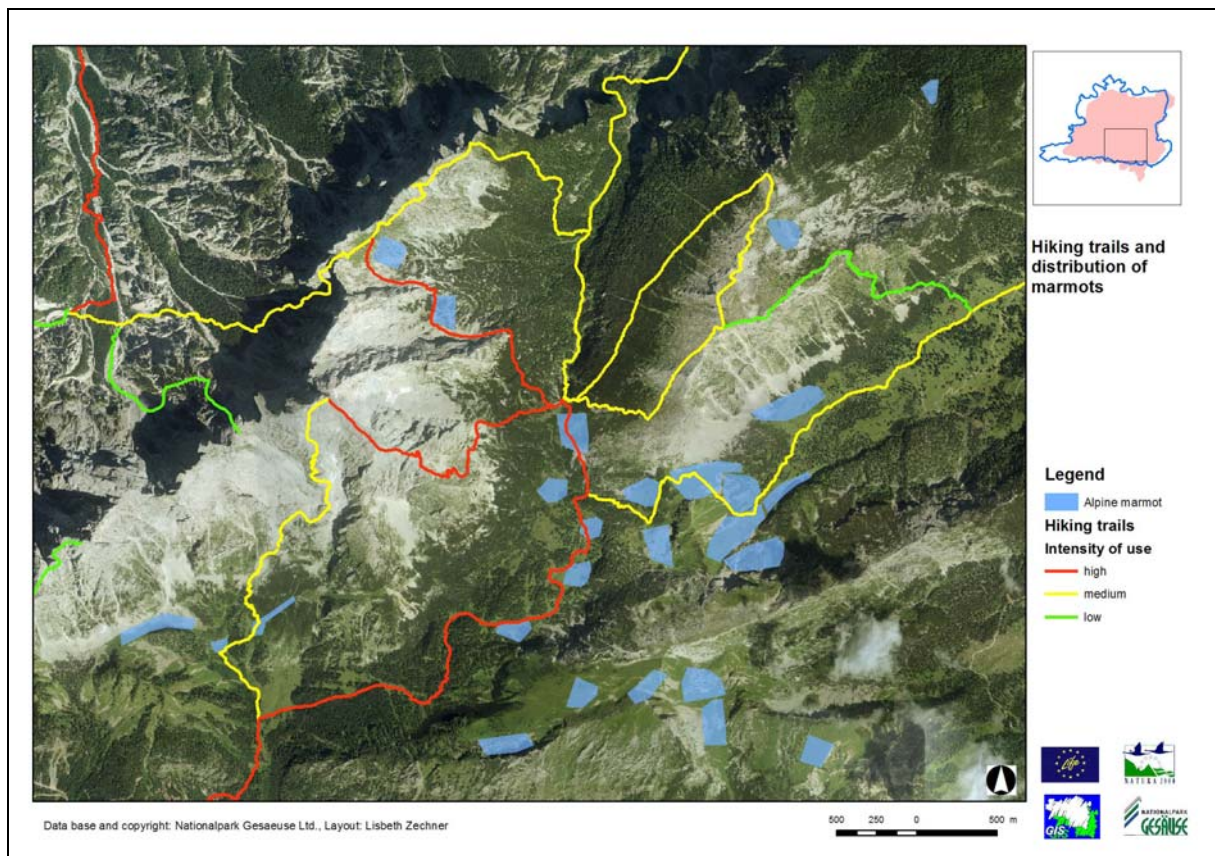 Hiking trails and
distribution of
marmots
Legend
Alpine marmot
Hiking trails
Intensity of use
high
medium
low
Life
NATURA 2000
GIS
NATIONALPARK
GESÄUSE
Data base and copyright: Nationalpark Gesaeuse Ltd., Layout: Lisbeth Zechner
500 250 0 500 m